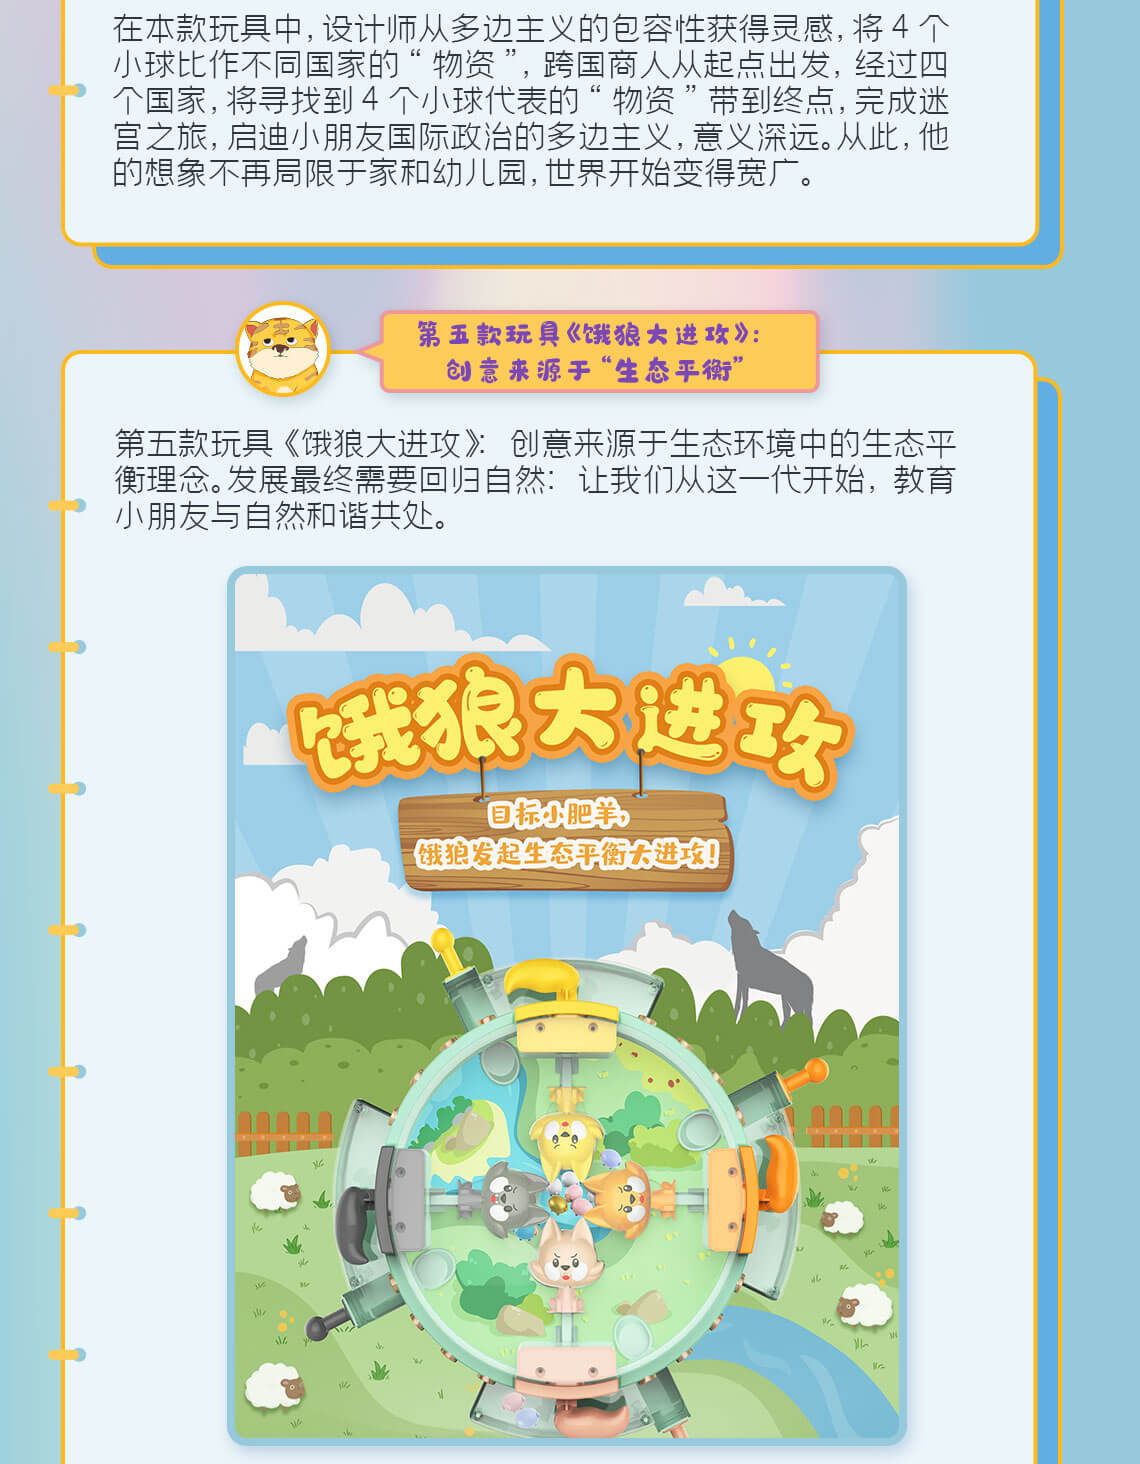 在本款玩具中,设计师从多边主义的包容性获得灵感,将 4 个
小球比作不同国家的 “ 物资 ”, 跨国商人从起点出发, 经过四
个国家,将寻找到 4 个小球代表的 “ 物资 ” 带到终点,完成迷
宫之旅,启迪小朋友国际政治的多边主义,意义深远。从此,他
的想象不再局限于家和幼儿园,世界开始变得宽广。
第五款玩具《饿狼大进攻》:
创意来源于“生态平衡”
第五款玩具《饿狼大进攻》: 创意来源于生态环境中的生态平
衡理念。发展最终需要回归自然: 让我们从这一代开始, 教育
小朋友与自然和谐共处。
饿狼大进攻
目标小肥羊,
饿狼发起生态平衡大进攻!